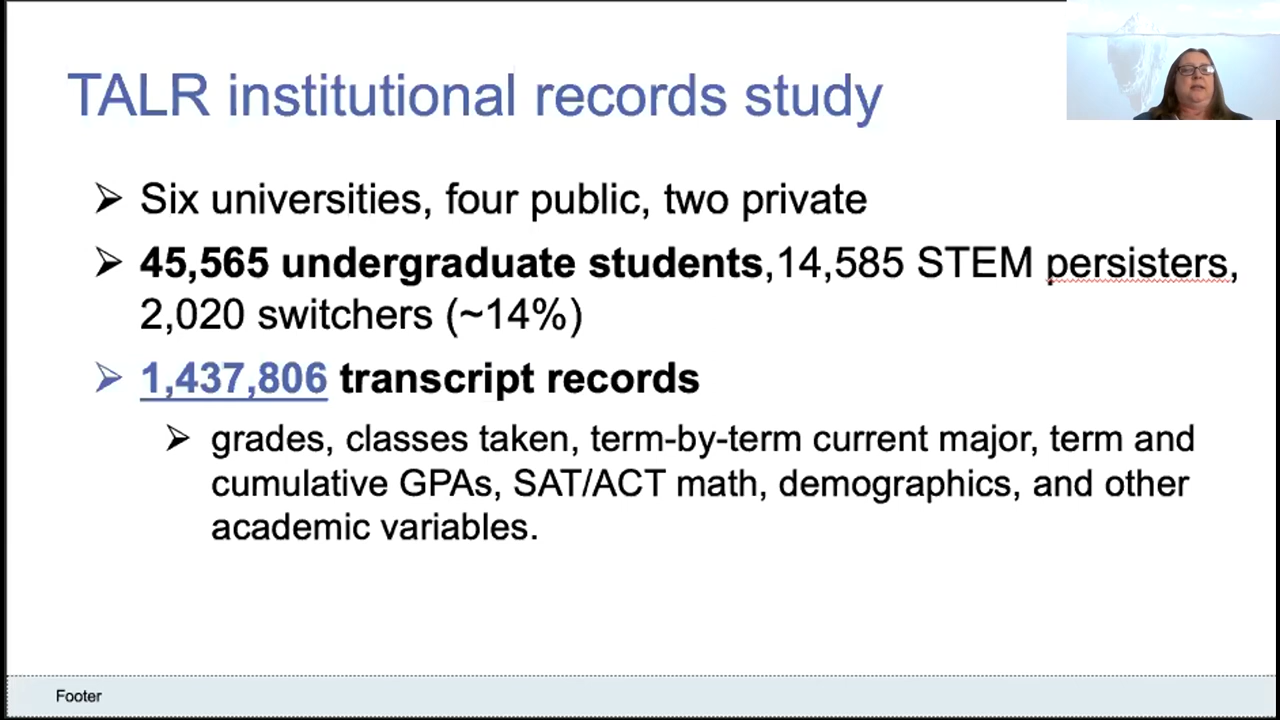 TALR institutional records study
Six universities, four public, two private
45,565 undergraduate students,14,585 STEM persisters,
2,020 switchers (~14%)
1,437,806 transcript records
grades, classes taken, term-by-term current major, term and
cumulative GPAs, SAT/ACT math, demographics, and other
academic variables.
Footer